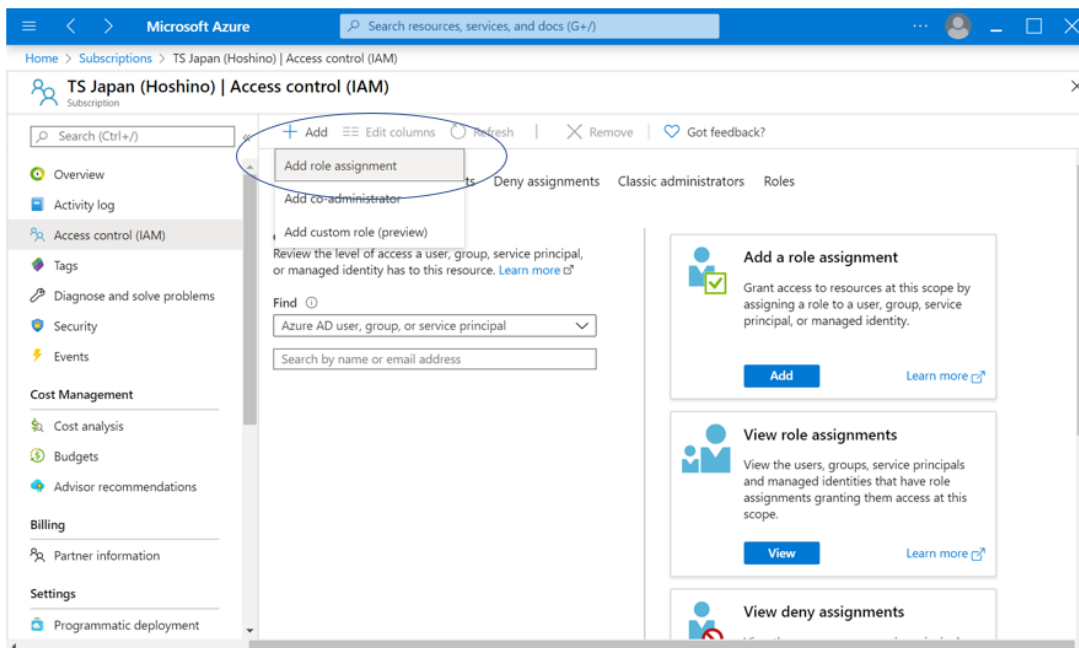 Microsoft Azure
Search resources, services, and docs (G+/)
Home > Subscriptions > TS Japan (Hoshino) | Access control (IAM)
TS Japan (Hoshino) | Access control (IAM)
Subscription
Search (Ctrl+/)
Overview
Activity log
Access control (IAM)
Tags
Diagnose and solve problems
Security
Events
Cost Management
Cost analysis
Budgets
Advisor recommendations
Billing
Partner information
Settings
Programmatic deployment
Add Edit columns Refresh | Remove Got feedback?
Add role assignment
Add co-administrator
Add custom role (preview)
Deny assignments Classic administrators Roles
Review the level of access a user, group, service principal,
or managed identity has to this resource. Learn more
Find
Azure AD user, group, or service principal
Search by name or email address
Add a role assignment
Grant access to resources at this scope by
assigning a role to a user, group, service
principal, or managed identity.
Add Learn more
View role assignments
View the users, groups, service principals
and managed identities that have role
assignments granting them access at this
scope.
View Learn more
View deny assignments